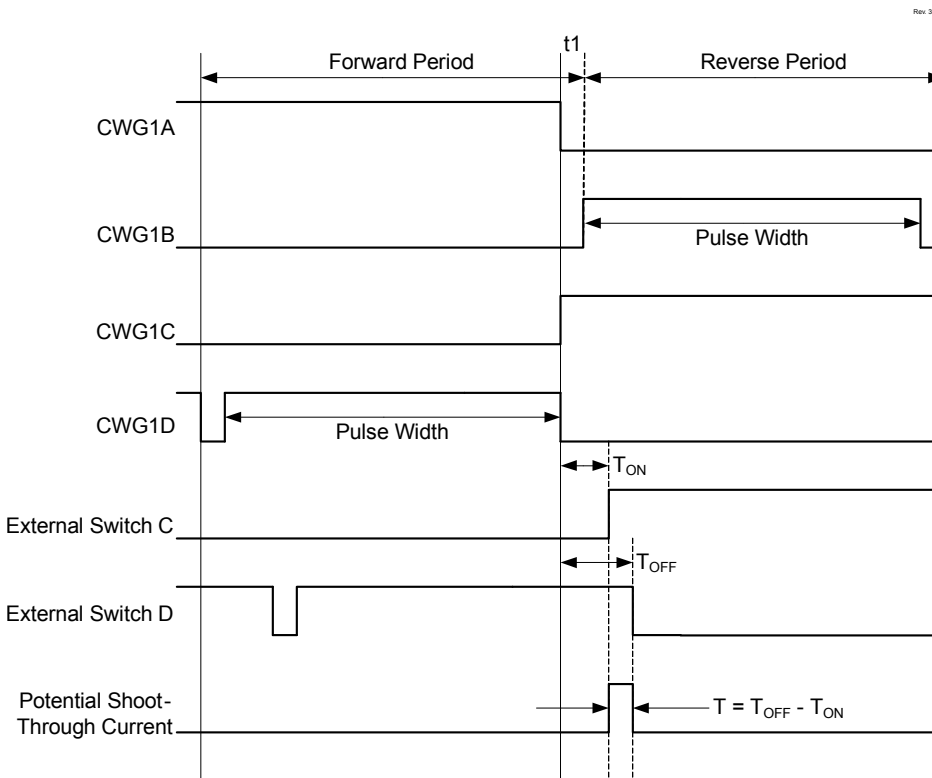 Rev. 3
t1
Forward Period
Reverse Period
CWG1A
CWG1B
Pulse Width
CWG1C
CWG1D
Pulse Width
TON
External Switch C
TOFF
External Switch D
Potential Shoot-
Through Current
T = TOFF - TON